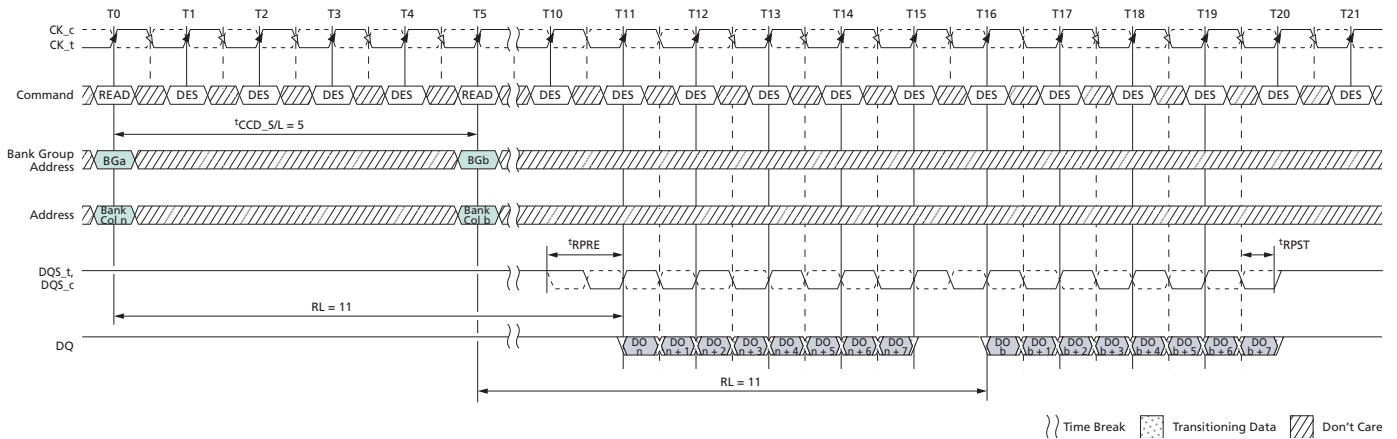 T0 T1 T2 T3 T4 T5 T10 T11 T12 T13 T14 T15 T16 T17 T18 T19 T20 T21
CK_c
CK_t
Command READ DES DES DES DES READ DES DES DES DES DES DES DES DES DES DES DES DES
tCCD_S/L = 5
Bank Group
Address
BGa BGb
Address
Bank
Col n
Bank
Col b
tRPRE tRPST
DQS_t,
DQS_c
RL = 11
DQ
DO
n
DO
n + 1
DO
n + 2
DO
n + 3
DO
n + 4
DO
n + 5
DO
n + 6
DO
n + 7
DO
b
DO
b + 1
DO
b + 2
DO
b + 3
DO
b + 4
DO
b + 5
DO
b + 6
DO
b + 7
RL = 11
Time Break Transitioning Data Don't Care